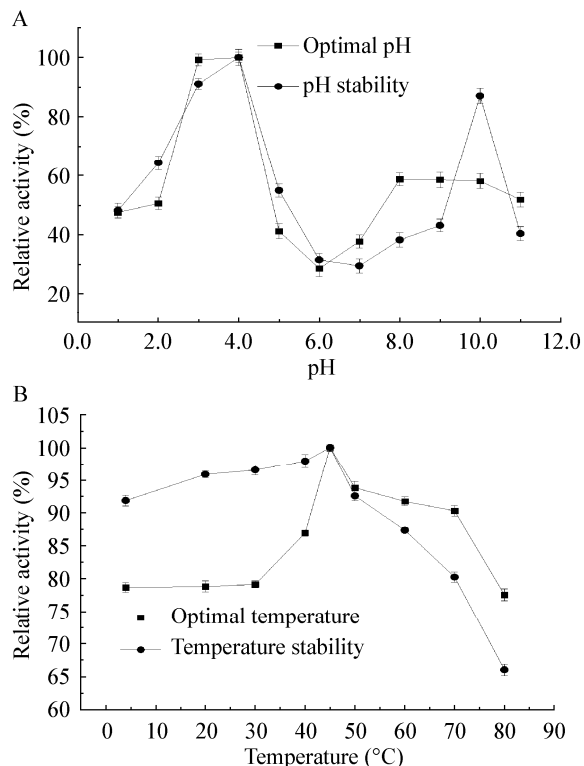 A
Optimal pH
pH stability
Relative activity (%)
100
80
60
40
20
0.0 2.0 4.0 6.0 8.0 10.0 12.0
pH
B
105
100
95
90
85
80
75
70
65
60
Relative activity (%)
Optimal temperature
Temperature stability
0 10 20 30 40 50 60 70 80 90
Temperature (°C)